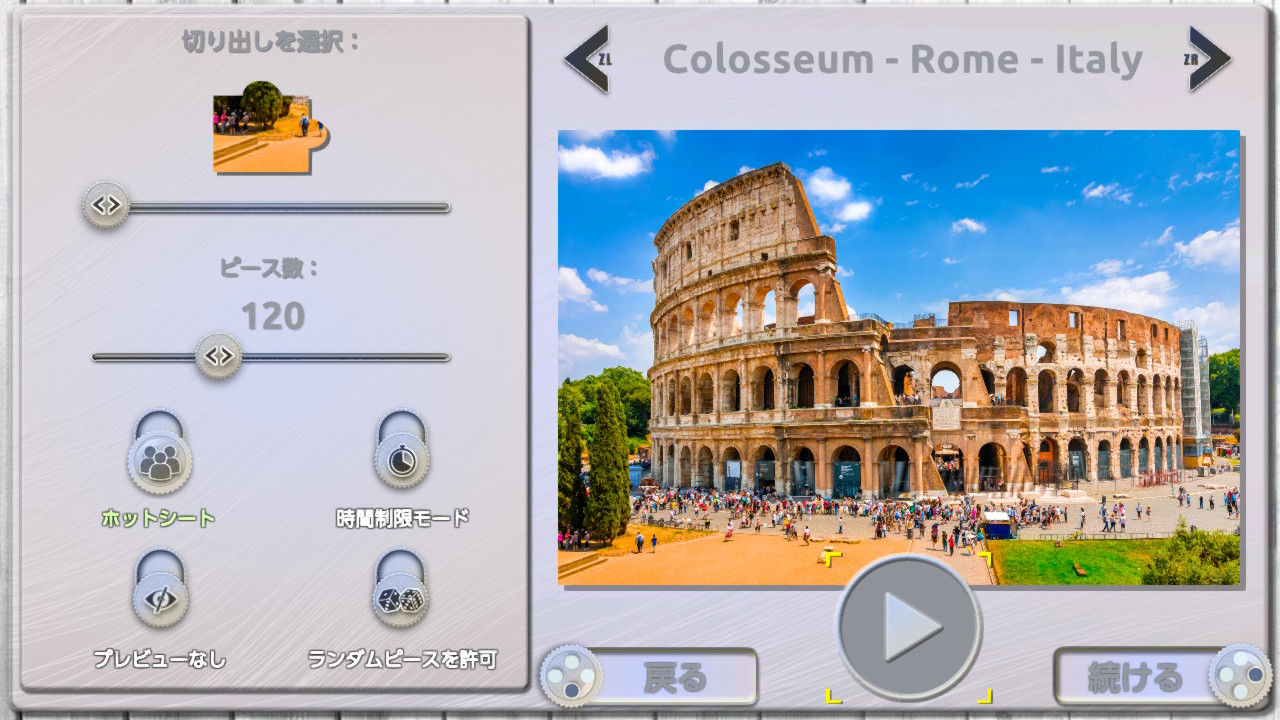 切り出しを選択：
ピース数：
120
ホットシート
時間制限モード
プレビューなし
ランダムピースを許可
ZL
Colosseum - Rome - Italy
ZR
戻る
続ける